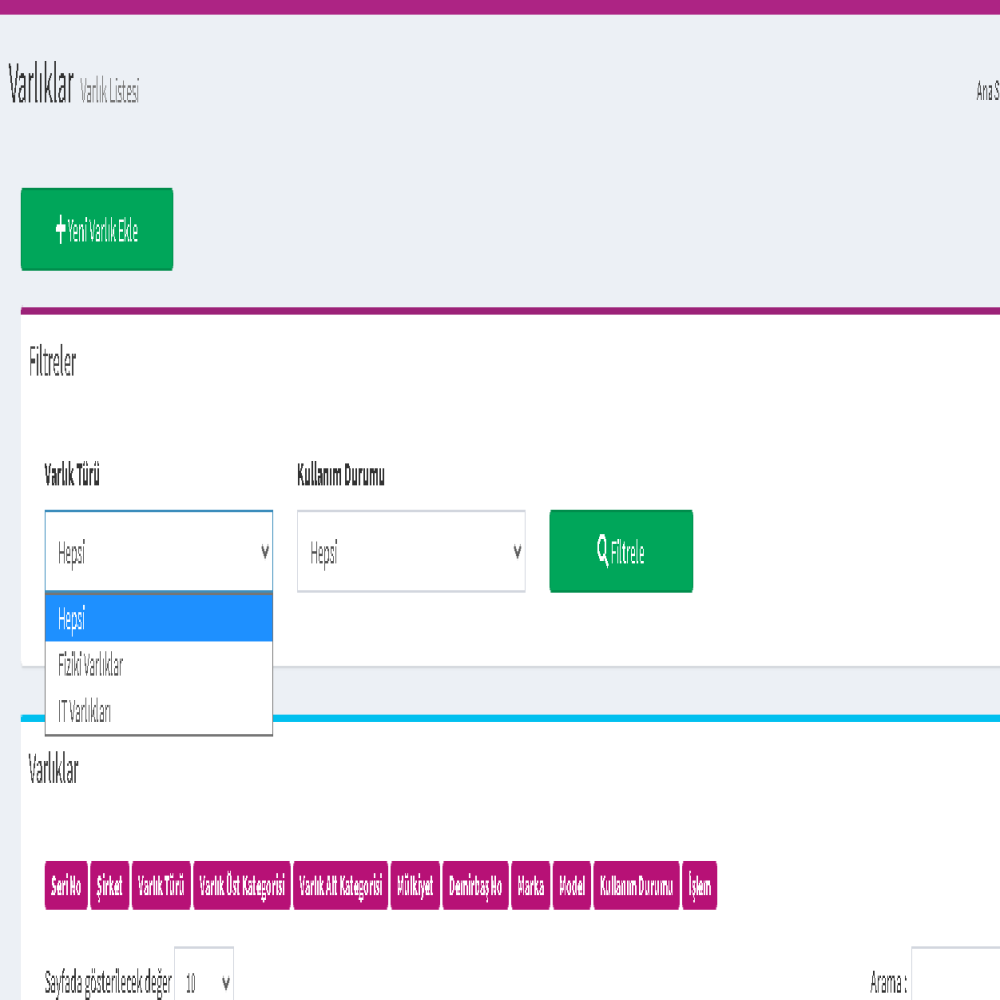 Varlıklar Varlık Listesi
Ana S
Yeni Varlık Ekle
Filtreler
Varlık Türü Kullanım Durumu
Hepsi Hepsi Filtrele
Hepsi
Fiziki Varlıklar
IT Varlıkları
Varlıklar
Seri No Şirket Varlık Türü Varlık Üst Kategorisi Varlık Alt Kategorisi Mülkiyet Demirbaş No Marka Model Kullanım Durumu İşlem
Sayfada gösterilecek değer 10 Arama :